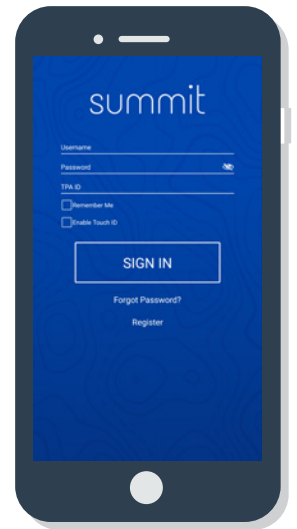 summit
Username
Password
TPA ID
Remember Me
Enable Touch ID
SIGN IN
Forgot Password?
Register